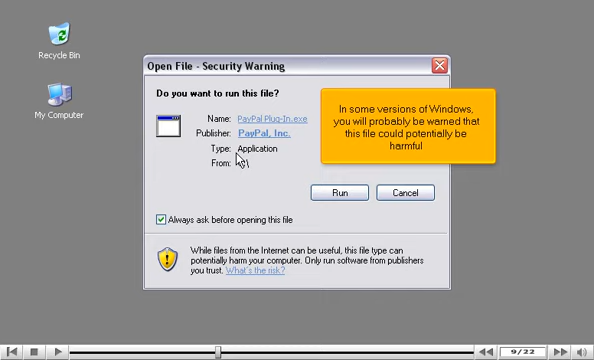 Recycle Bin
My Computer
Open File - Security Warning
Do you want to run this file?
Name: PayPal Plug-In.exe
Publisher: PayPal, Inc.
Type: Application
From:
In some versions of Windows,
you will probably be warned that
this file could potentially be
harmful
Run
Cancel
Always ask before opening this file
While files from the Internet can be useful, this file type can
potentially harm your computer. Only run software from publishers
you trust. What's the risk?
9/22